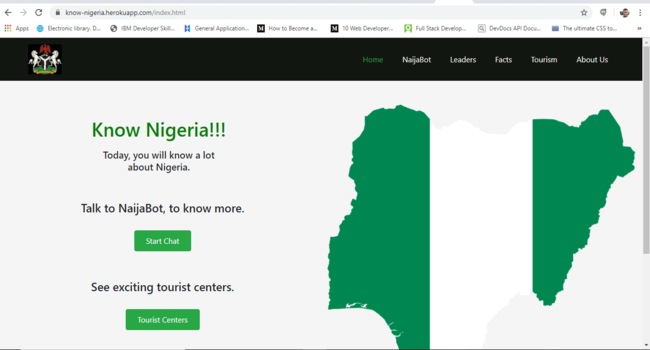 know-nigeria.herokuapp.com/index.html
Apps Electronic library. D... IBM Developer Skill... General Application... How to Become a... 10 Web Developer... Full Stack Develop... DevDocs API Docu... The ultimate CSS to... »
Home NaijaBot Leaders Facts Tourism About Us
Know Nigeria!!!
Today, you will know a lot
about Nigeria.
Talk to NaijaBot, to know more.
Start Chat
See exciting tourist centers.
Tourist Centers